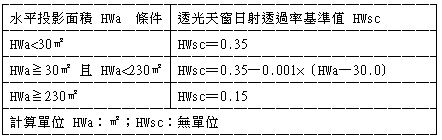 水平投影面積 HWa 條件 透光天窗日射透過率基準值 HWsc
HWa<30㎡ HWsc＝0.35
HWa≧30㎡ 且 HWa<230㎡ HWsc＝0.35－0.001×〔HWa－30.0〕
HWa≧230㎡ HWsc＝0.15
計算單位 HWa：㎡；HWsc：無單位